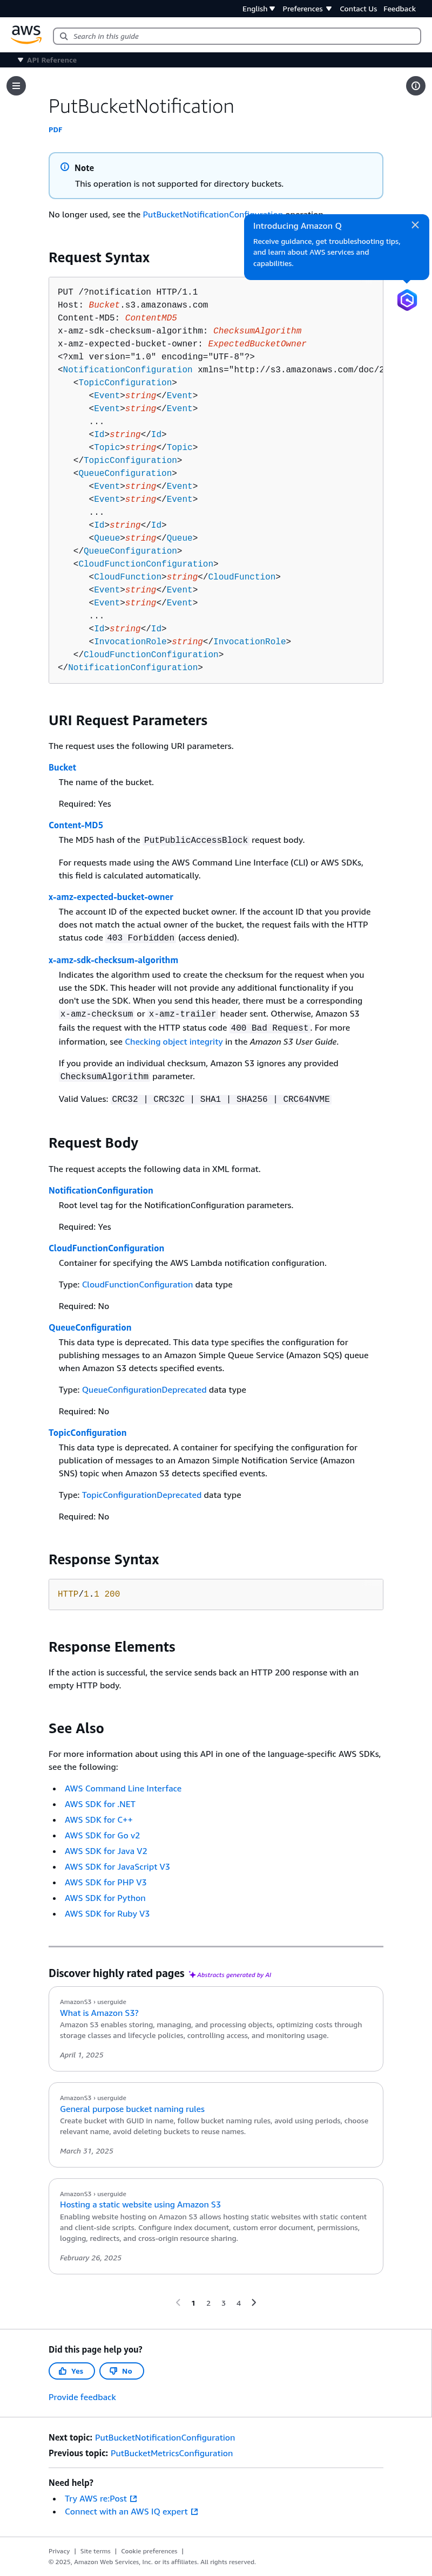 English Preferences Contact Us Feedback
aws
Search in this guide
API Reference
PutBucketNotification
PDF
Note
This operation is not supported for directory buckets.
No longer used, see the PutBucketNotificationConfiguration operation.
Introducing Amazon Q
Receive guidance, get troubleshooting tips,
and learn about AWS services and
capabilities.
Request Syntax
PUT /?notification HTTP/1.1
Host: Bucket.s3.amazonaws.com
Content-MD5: ContentMD5
x-amz-sdk-checksum-algorithm: ChecksumAlgorithm
x-amz-expected-bucket-owner: ExpectedBucketOwner
<?xml version="1.0" encoding="UTF-8"?>
<NotificationConfiguration xmlns="http://s3.amazonaws.com/doc/2
<TopicConfiguration>
<Event>string</Event>
<Event>string</Event>
...
<Id>string</Id>
<Topic>string</Topic>
</TopicConfiguration>
<QueueConfiguration>
<Event>string</Event>
<Event>string</Event>
...
<Id>string</Id>
<Queue>string</Queue>
</QueueConfiguration>
<CloudFunctionConfiguration>
<CloudFunction>string</CloudFunction>
<Event>string</Event>
<Event>string</Event>
...
<Id>string</Id>
<InvocationRole>string</InvocationRole>
</CloudFunctionConfiguration>
</NotificationConfiguration>
URI Request Parameters
The request uses the following URI parameters.
Bucket
The name of the bucket.
Required: Yes
Content-MD5
The MD5 hash of the PutPublicAccessBlock request body.
For requests made using the AWS Command Line Interface (CLI) or AWS SDKs,
this field is calculated automatically.
x-amz-expected-bucket-owner
The account ID of the expected bucket owner. If the account ID that you provide
does not match the actual owner of the bucket, the request fails with the HTTP
status code 403 Forbidden (access denied).
x-amz-sdk-checksum-algorithm
Indicates the algorithm used to create the checksum for the request when you
use the SDK. This header will not provide any additional functionality if you
don't use the SDK. When you send this header, there must be a corresponding
x-amz-checksum or x-amz-trailer header sent. Otherwise, Amazon S3
fails the request with the HTTP status code 400 Bad Request. For more
information, see Checking object integrity in the Amazon S3 User Guide.
If you provide an individual checksum, Amazon S3 ignores any provided
ChecksumAlgorithm parameter.
Valid Values: CRC32 | CRC32C | SHA1 | SHA256 | CRC64NVME
Request Body
The request accepts the following data in XML format.
NotificationConfiguration
Root level tag for the NotificationConfiguration parameters.
Required: Yes
CloudFunctionConfiguration
Container for specifying the AWS Lambda notification configuration.
Type: CloudFunctionConfiguration data type
Required: No
QueueConfiguration
This data type is deprecated. This data type specifies the configuration for
publishing messages to an Amazon Simple Queue Service (Amazon SQS) queue
when Amazon S3 detects specified events.
Type: QueueConfigurationDeprecated data type
Required: No
TopicConfiguration
This data type is deprecated. A container for specifying the configuration for
publication of messages to an Amazon Simple Notification Service (Amazon
SNS) topic when Amazon S3 detects specified events.
Type: TopicConfigurationDeprecated data type
Required: No
Response Syntax
HTTP/1.1 200
Response Elements
If the action is successful, the service sends back an HTTP 200 response with an
empty HTTP body.
See Also
For more information about using this API in one of the language-specific AWS SDKs,
see the following:
• AWS Command Line Interface
• AWS SDK for .NET
• AWS SDK for C++
• AWS SDK for Go v2
• AWS SDK for Java V2
• AWS SDK for JavaScript V3
• AWS SDK for PHP V3
• AWS SDK for Python
• AWS SDK for Ruby V3
Discover highly rated pages Abstracts generated by AI
AmazonS3 › userguide
What is Amazon S3?
Amazon S3 enables storing, managing, and processing objects, optimizing costs through
storage classes and lifecycle policies, controlling access, and monitoring usage.
April 1, 2025
AmazonS3 › userguide
General purpose bucket naming rules
Create bucket with GUID in name, follow bucket naming rules, avoid using periods, choose
relevant name, avoid deleting buckets to reuse names.
March 31, 2025
AmazonS3 › userguide
Hosting a static website using Amazon S3
Enabling website hosting on Amazon S3 allows hosting static websites with static content
and client-side scripts. Configure index document, custom error document, permissions,
logging, redirects, and cross-origin resource sharing.
February 26, 2025
1 2 3 4
Did this page help you?
Yes No
Provide feedback
Next topic: PutBucketNotificationConfiguration
Previous topic: PutBucketMetricsConfiguration
Need help?
• Try AWS re:Post
• Connect with an AWS IQ expert
Privacy | Site terms | Cookie preferences |
© 2025, Amazon Web Services, Inc. or its affiliates. All rights reserved.